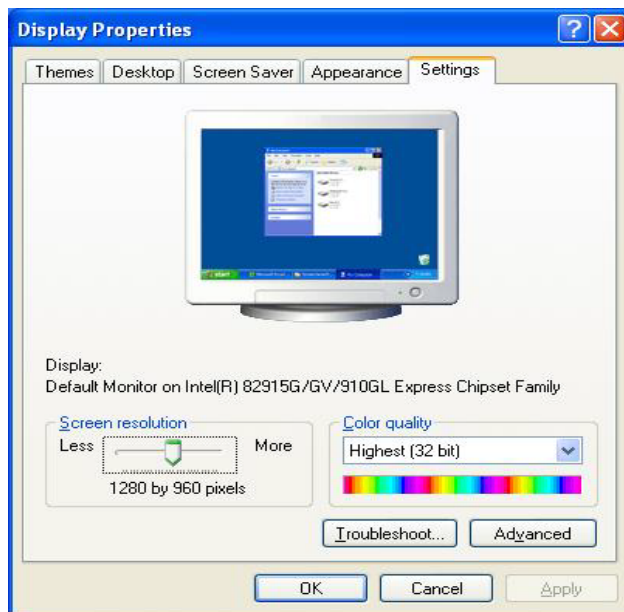 Display Properties
Themes Desktop Screen Saver Appearance Settings
start
Display:
Default Monitor on Intel(R) 82915G/GV/910GL Express Chipset Family
Screen resolution
Less More
1280 by 960 pixels
Color quality
Highest (32 bit)
Troubleshoot... Advanced
OK Cancel Apply